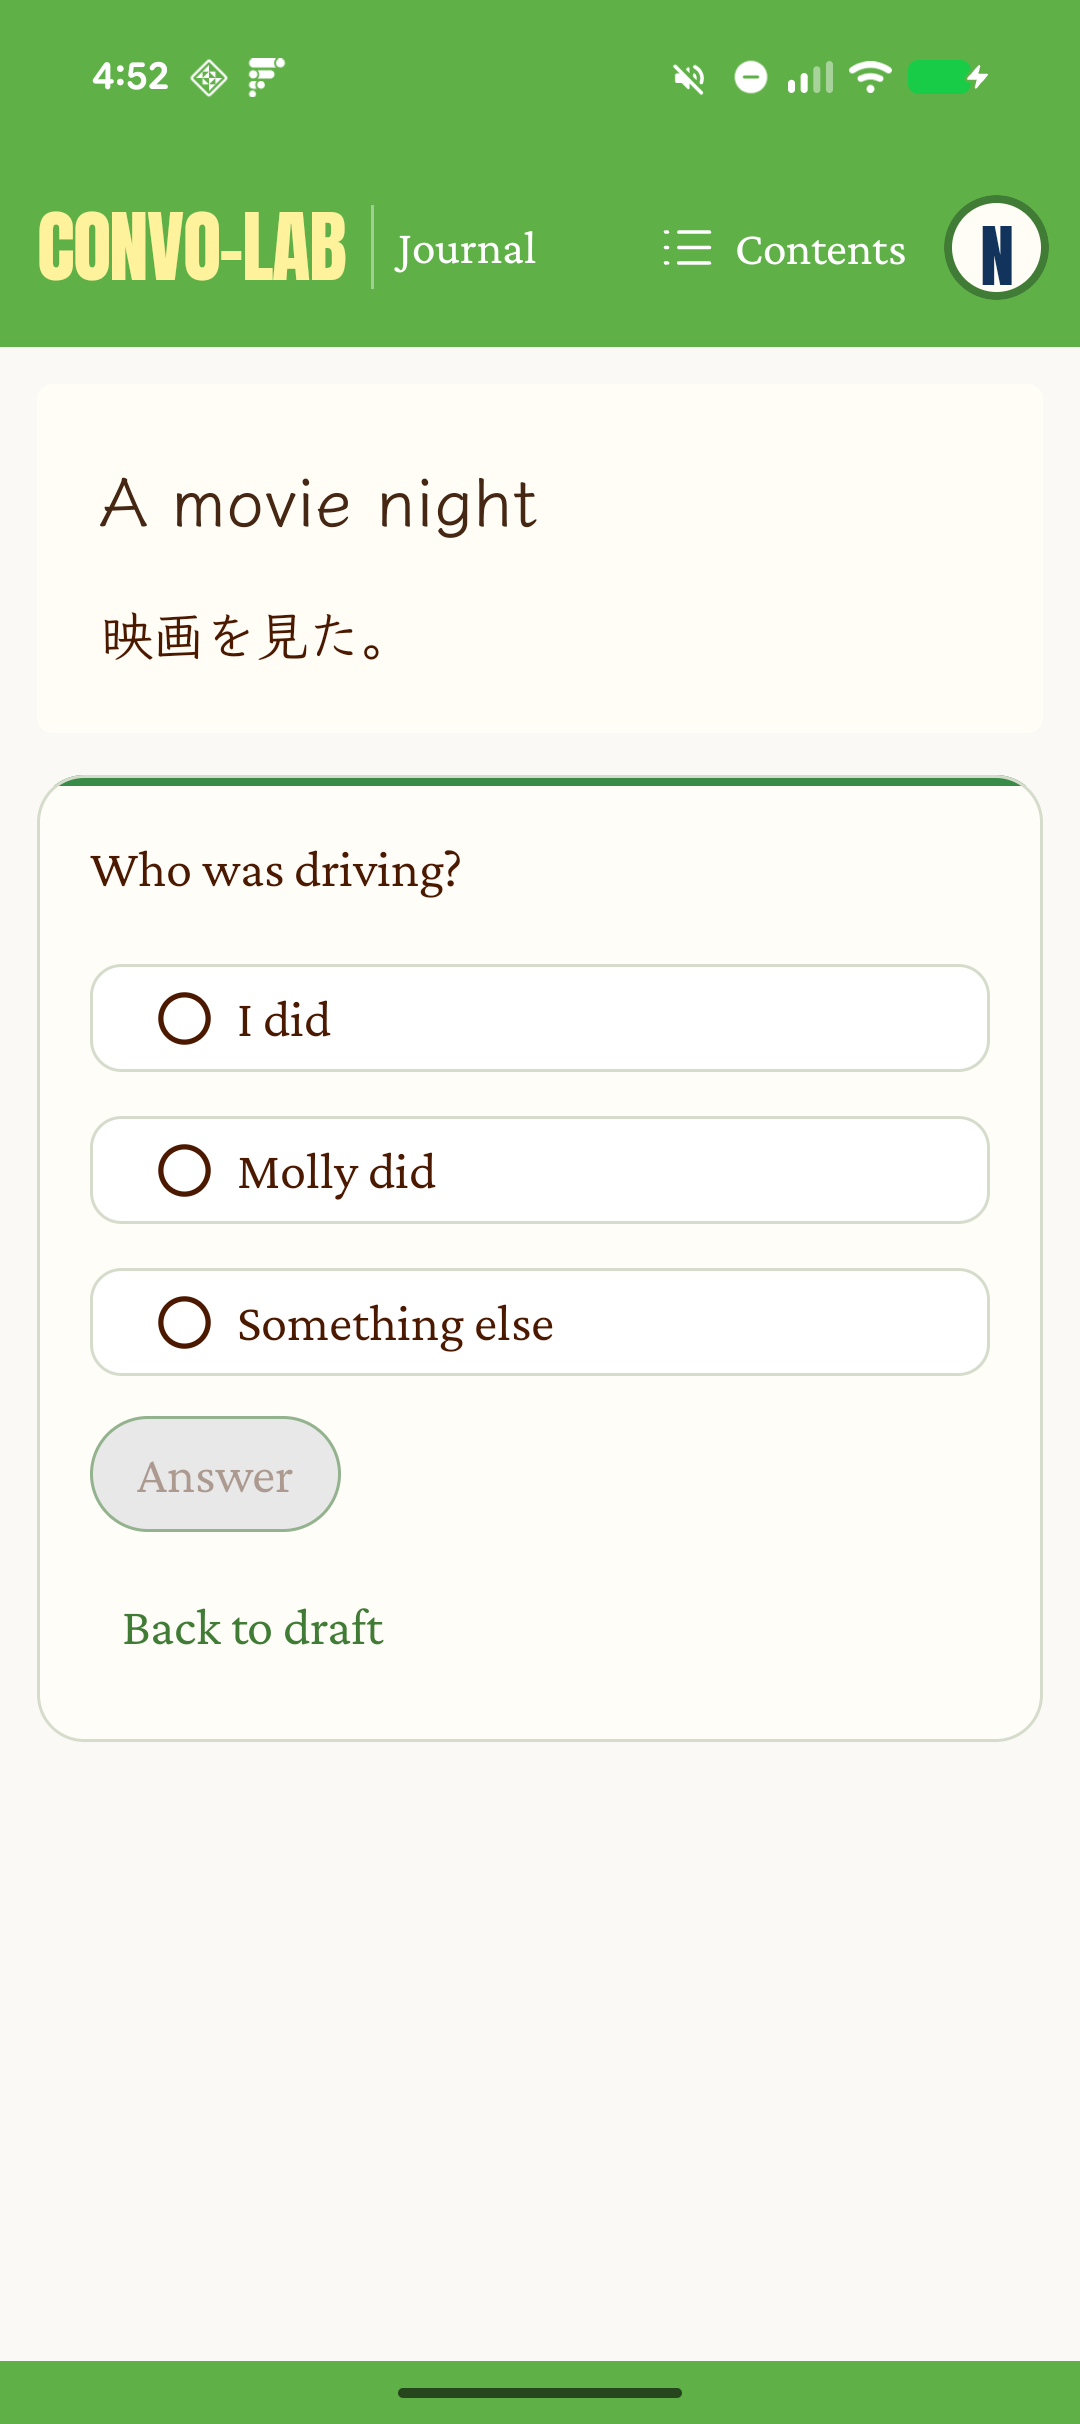 4:52
CONVO-LAB
Journal
Contents
N
A movie night
映画を見た。
Who was driving?
I did
Molly did
Something else
Answer
Back to draft